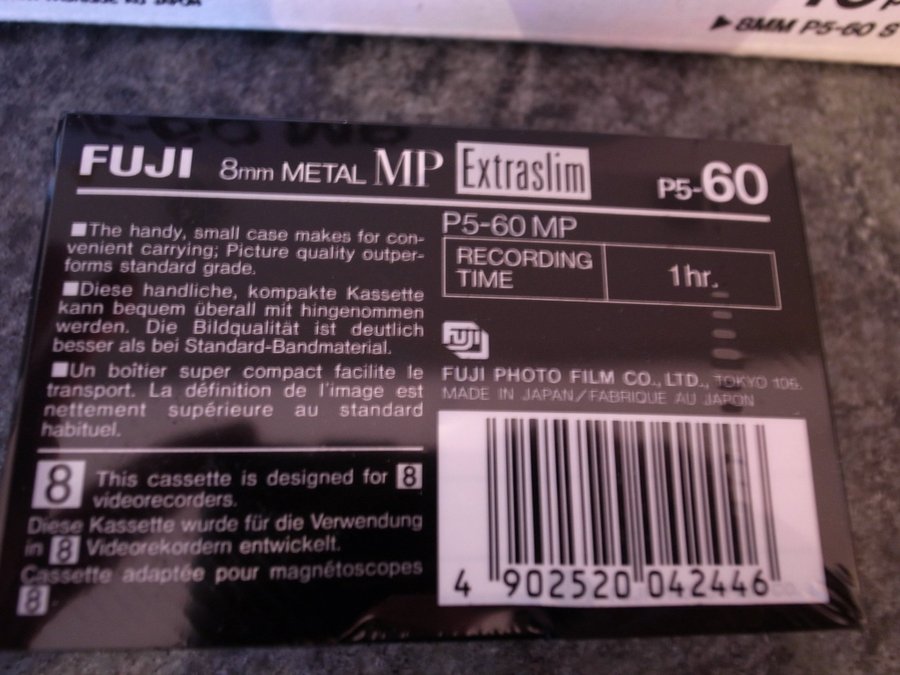 8MM P5-60
FUJI 8mm METAL MP Extraslim P5-60
■The handy, small case makes for con-
venient carrying; Picture quality outper-
forms standard grade.
■Diese handliche, kompakte Kassette
kann bequem überall mit hingenommen
werden. Die Bildqualität ist deutlich
besser als bei Standard-Bandmaterial.
■Un boîtier super compact facilite le
transport. La définition de l'image est
nettement supérieure au standard
habituel.
8 This cassette is designed for 8
videorecorders.
Diese Kassette wurde für die Verwendung
in 8 Videorekordern entwickelt.
Cassette adaptée pour magnétoscopes
8.
P5-60 MP
RECORDING
TIME
1hr.
FUJI
FUJI PHOTO FILM CO., LTD., TOKYO 106.
MADE IN JAPAN/FABRIQUE AU JAPON
4 902520 042446